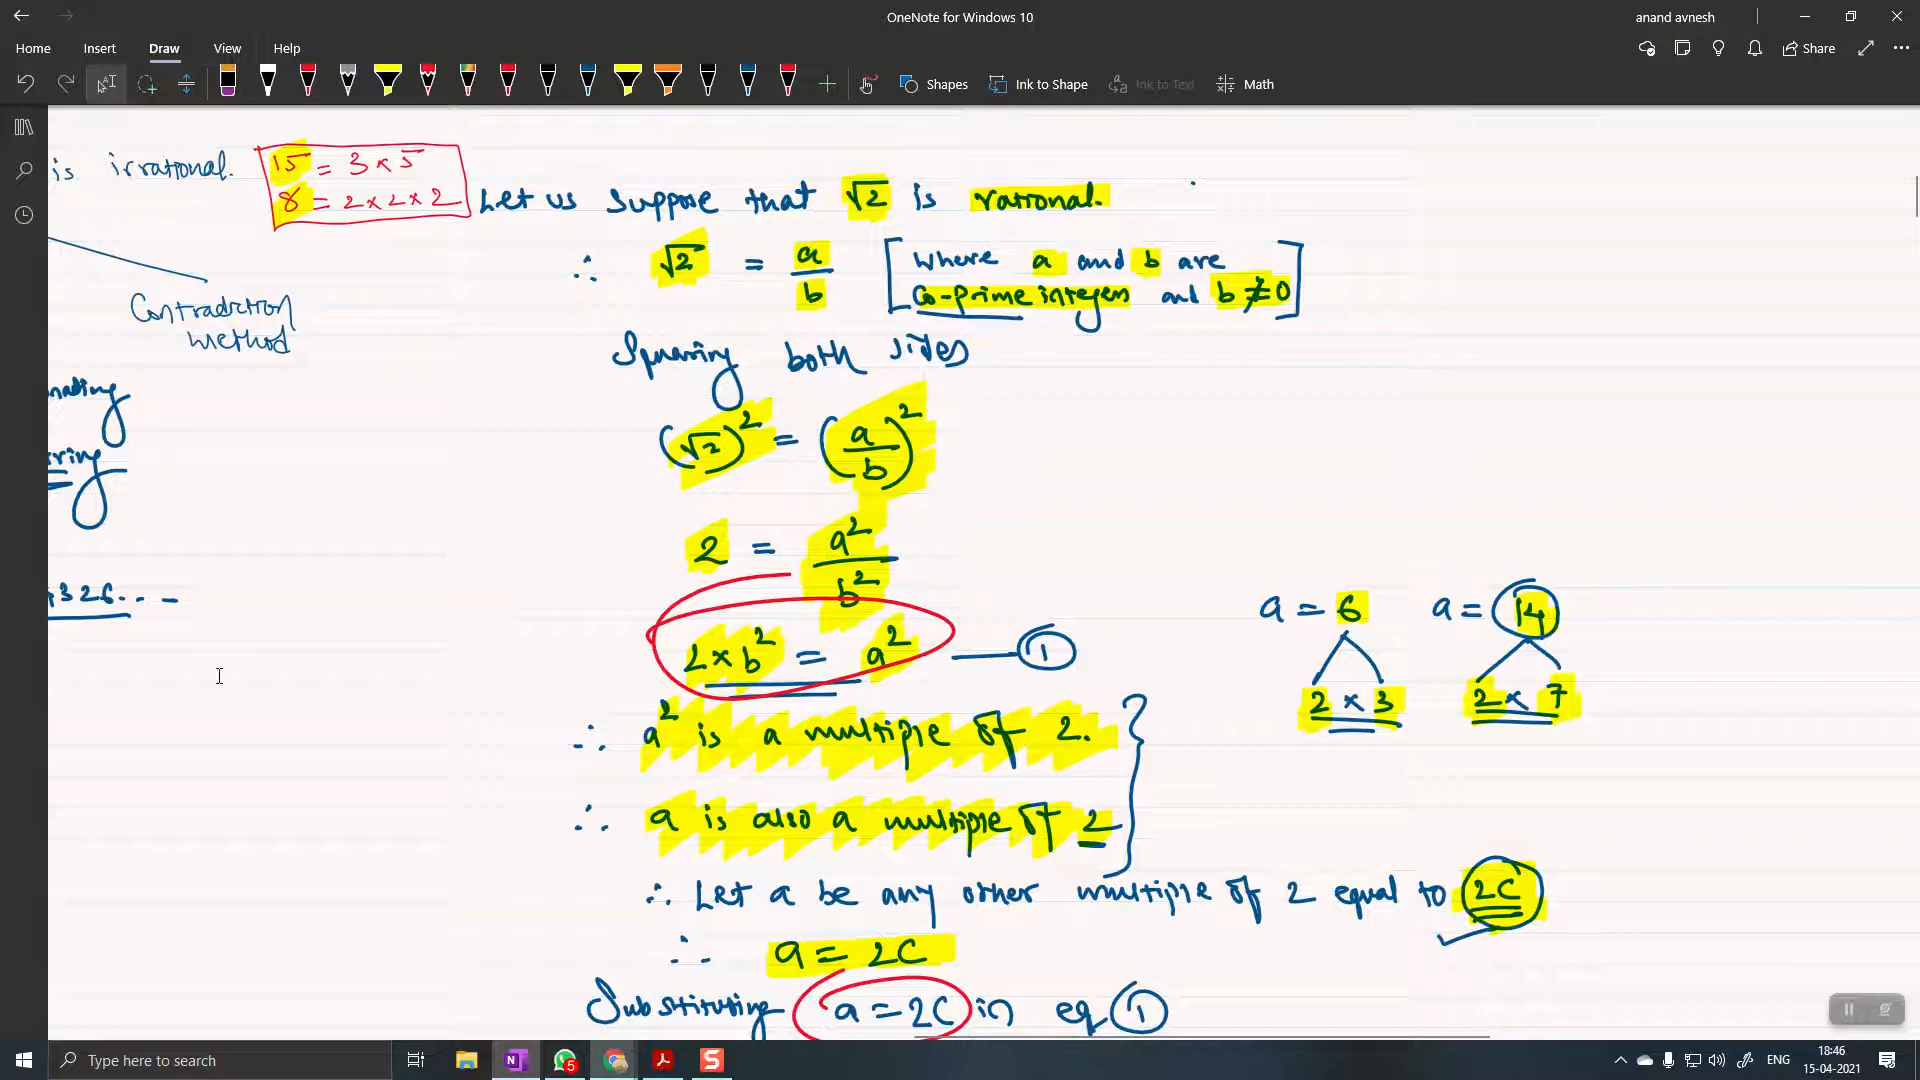 OneNote for Windows 10
anand avnesh
Home Insert Draw View Help
Share
Shapes
Ink to Shape
Ink to Text
Math
is irrational.
15 = 3 × 5
8 = 2 × 2 × 2
Contradiction
method
nating
rring
326...
Let us suppose that √2 is rational.
∴ √2 = a/b [where a and b are
Co-prime integers and b ≠ 0]
Squaring both sides
(√2)² = (a/b)²
2 = a²/b²
2 × b² = a² — ①
∴ a² is a multiple of 2.
∴ a is also a multiple of 2
a = 6 a = 14
2 × 3 2 × 7
∴ Let a be any other multiple of 2 equal to 2C
∴ a = 2C
Substituting a = 2C in eq ①
Type here to search
5
ENG
18:46
15-04-2021